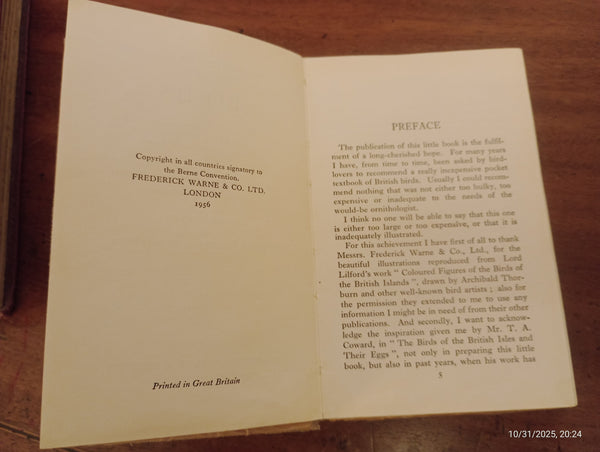 Copyright in all countries signatory to
the Berne Convention.
FREDERICK WARNE & CO. LTD.
LONDON
1956
Printed in Great Britain
PREFACE
The publication of this little book is the fulfil-
ment of a long-cherished hope. For many years
I have, from time to time, been asked by bird-
lovers to recommend a really inexpensive pocket
textbook of British birds. Usually I could recom-
mend nothing that was not either too bulky, too
expensive or inadequate to the needs of the
would-be ornithologist.
I think no one will be able to say that this one
is either too large or too expensive, or that it is
inadequately illustrated.
For this achievement I have first of all to thank
Messrs. Frederick Warne & Co., Ltd., for the
beautiful illustrations reproduced from Lord
Lilford's work " Coloured Figures of the Birds of
the British Islands ", drawn by Archibald Thor-
burn and other well-known bird artists ; also for
the permission they extended to me to use any
information I might be in need of from their other
publications. And secondly, I want to acknow-
ledge the inspiration given me by Mr. T. A.
Coward, in " The Birds of the British Isles and
Their Eggs ", not only in preparing this little
book, but also in past years, when his work has
5
10/31/2025, 20:24